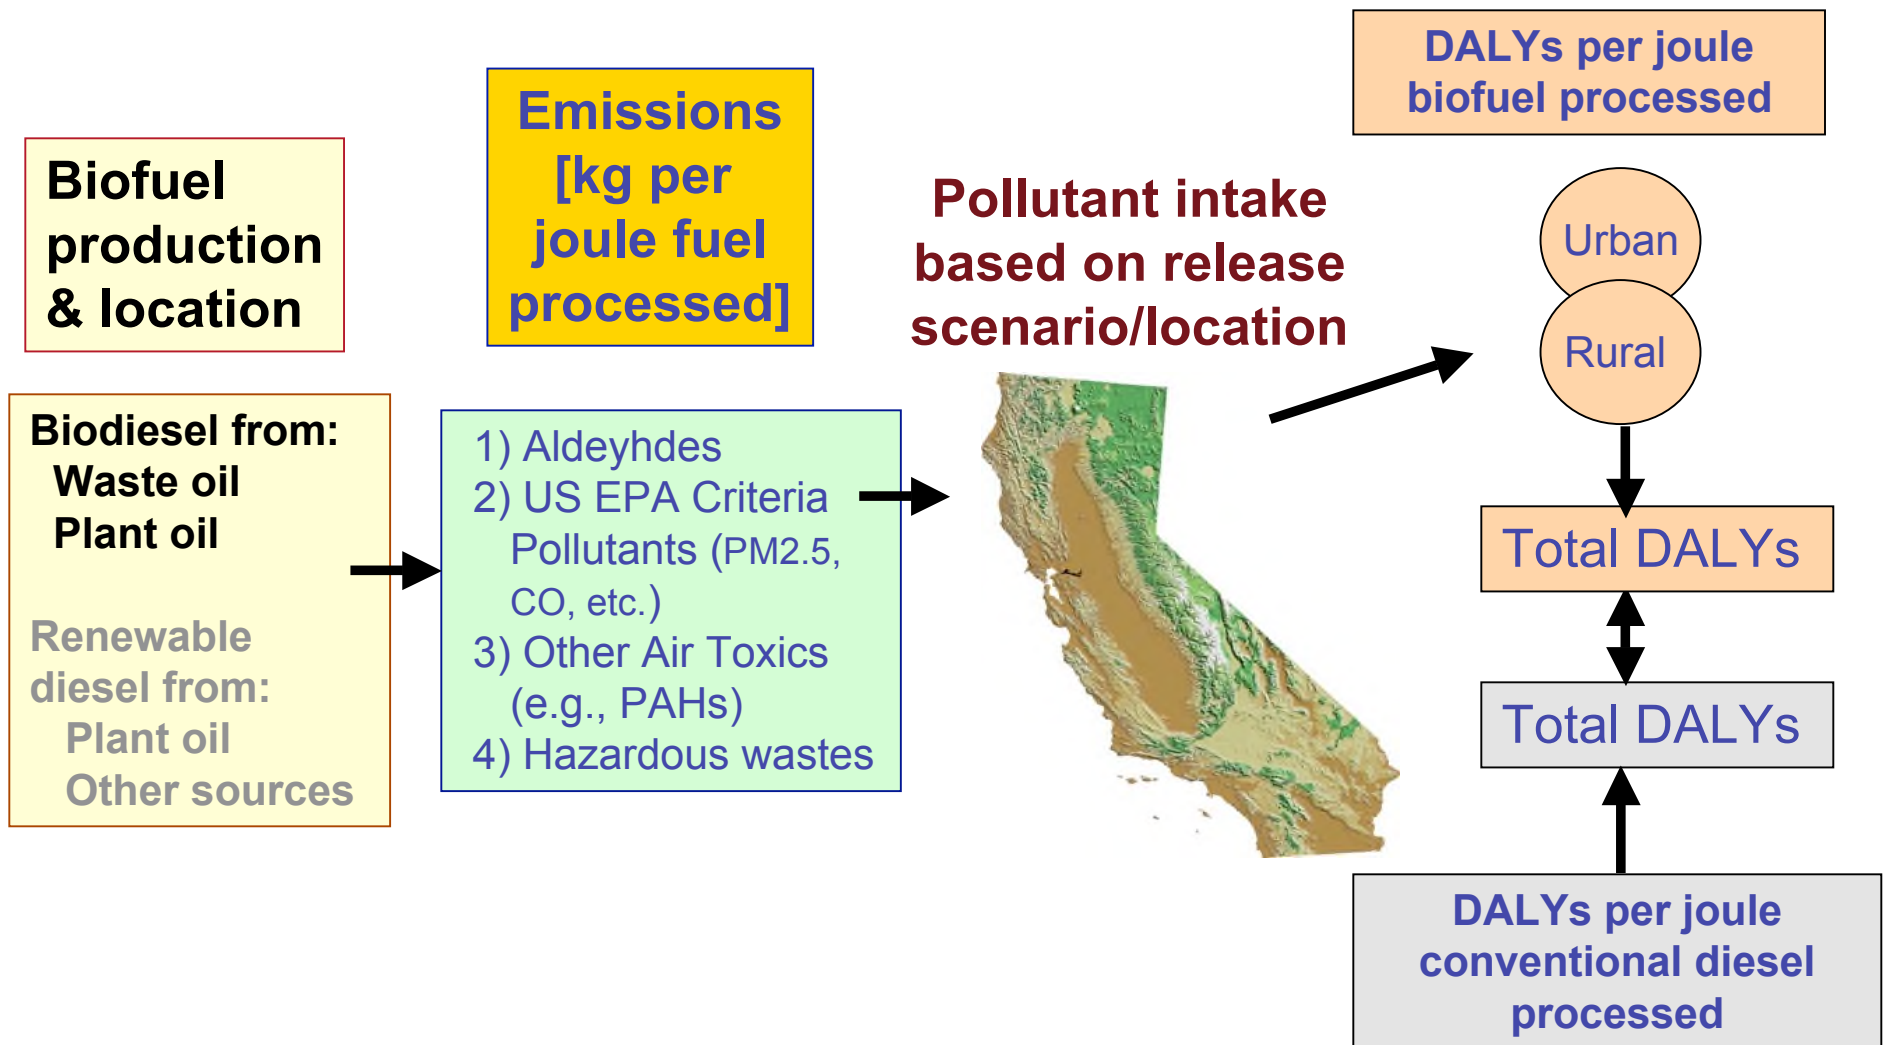 Biofuel
production
& location
Biodiesel from:
Waste oil
Plant oil
Renewable
diesel from:
Plant oil
Other sources
Emissions
[kg per
joule fuel
processed]
1) Aldeyhdes
2) US EPA Criteria
Pollutants (PM2.5,
CO, etc.)
3) Other Air Toxics
(e.g., PAHs)
4) Hazardous wastes
Pollutant intake
based on release
scenario/location
DALYs per joule
biofuel processed
Urban
Rural
Total DALYs
Total DALYs
DALYs per joule
conventional diesel
processed